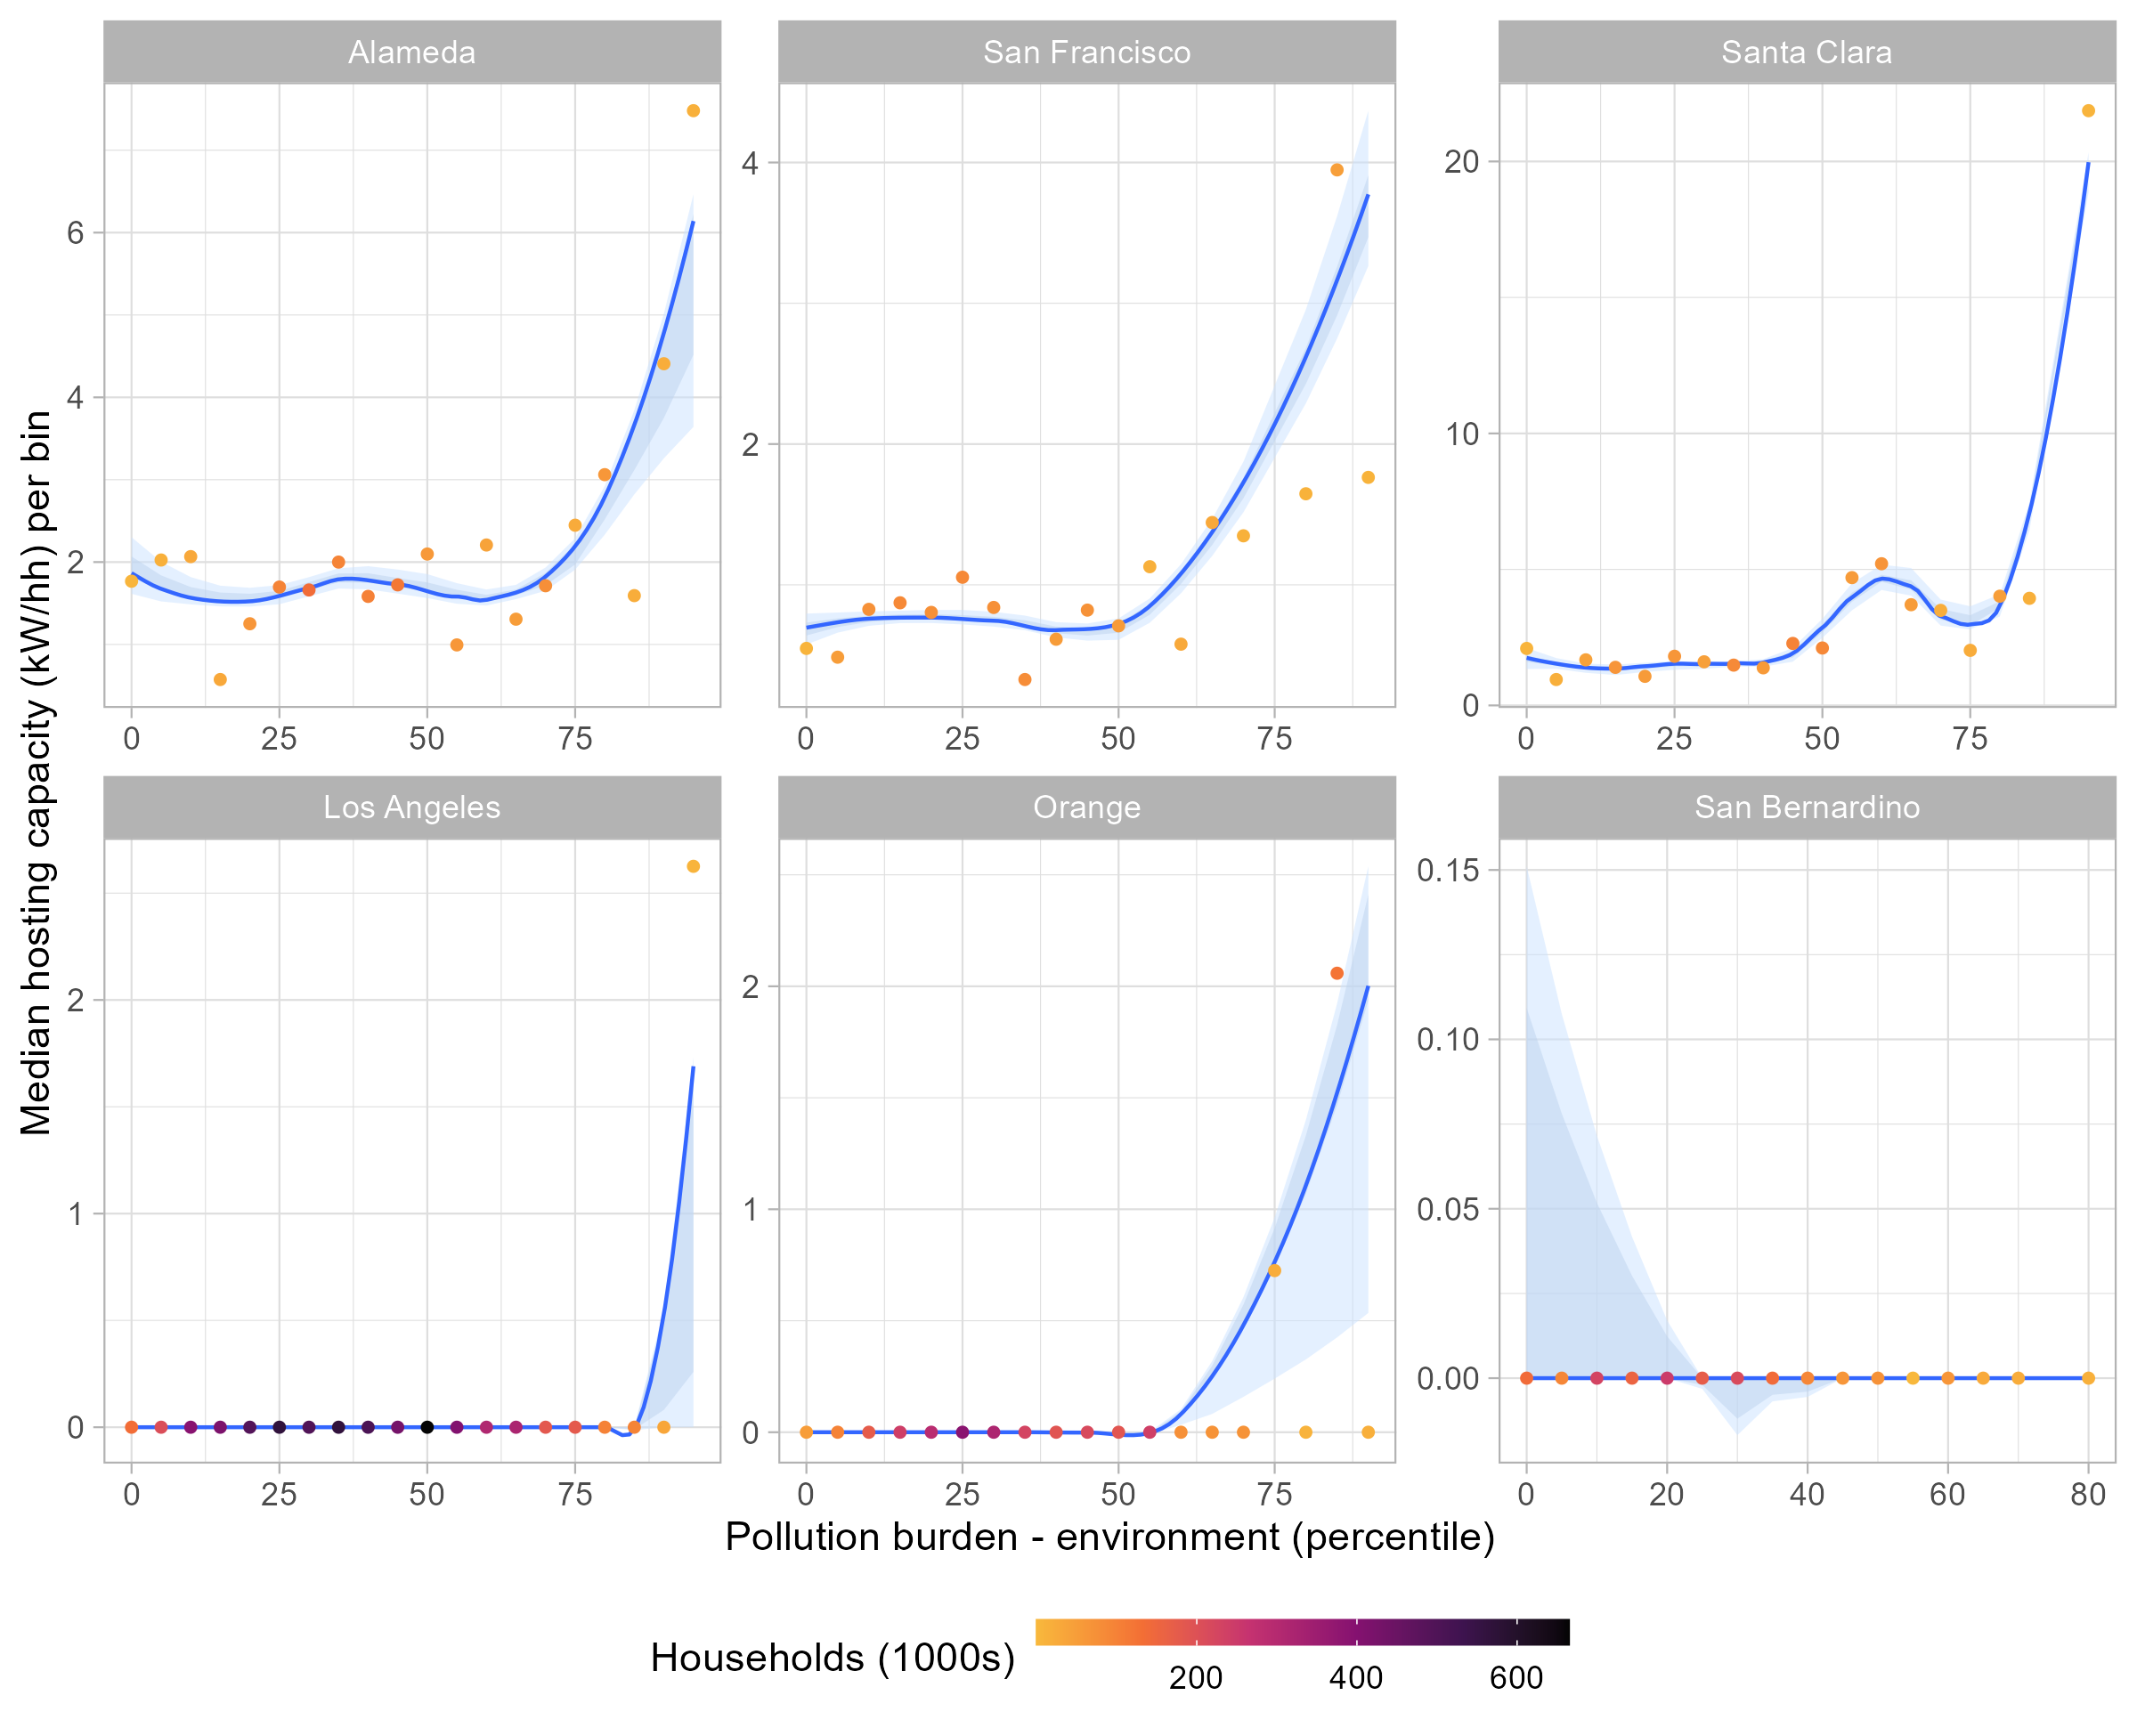 Alameda
San Francisco
Santa Clara
6
4
2
4
2
20
10
0
0 25 50 75
0 25 50 75
0 25 50 75
Los Angeles
Orange
San Bernardino
2
1
0
2
1
0
0.15
0.10
0.05
0.00
0 25 50 75
0 25 50 75
0 20 40 60 80
Median hosting capacity (kW/hh) per bin
Pollution burden - environment (percentile)
Households (1000s)
200 400 600